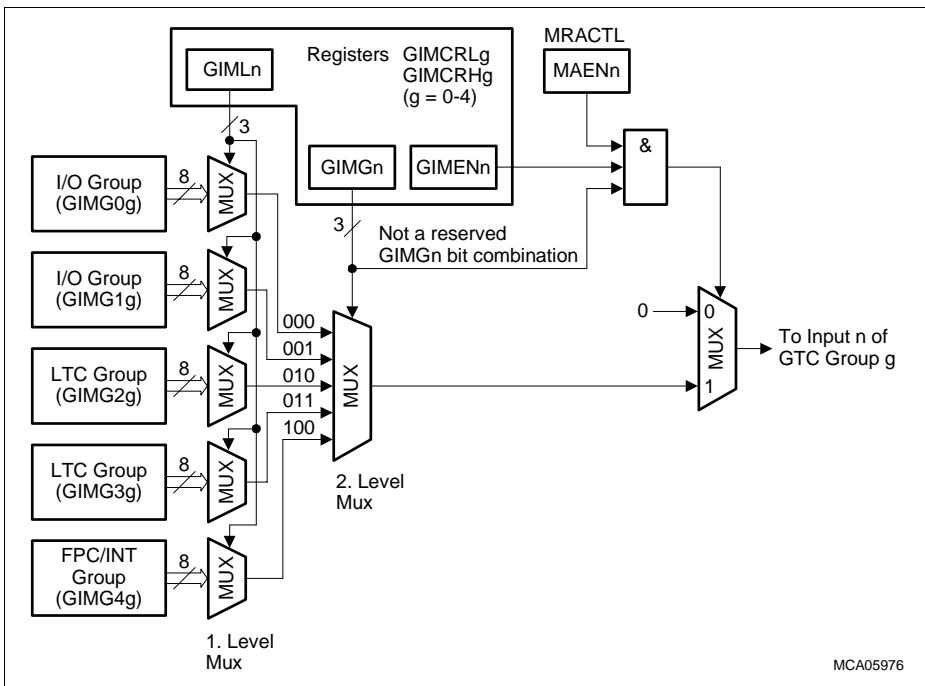 Registers GIMCRLg
GIMCRHg
(g = 0-4)
GIMLn
3
MRACTL
MAENn
GIMGn
GIMENn
&
3
Not a reserved
GIMGn bit combination
I/O Group
(GIMG0g)
8
MUX
I/O Group
(GIMG1g)
8
MUX
LTC Group
(GIMG2g)
8
MUX
LTC Group
(GIMG3g)
8
MUX
FPC/INT
Group
(GIMG4g)
8
MUX
1. Level
Mux
000
001
010
011
100
MUX
2. Level
Mux
0
0
MUX
1
To Input n of
GTC Group g
MCA05976